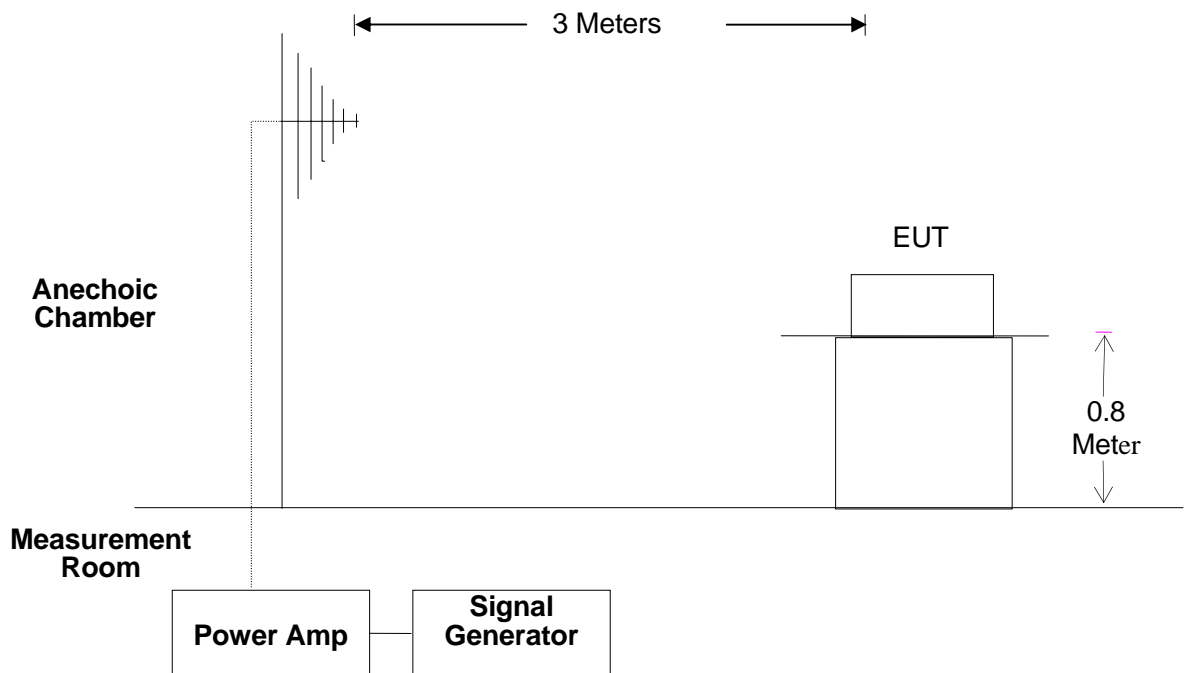 3 Meters
EUT
Anechoic
Chamber
0.8
Meter
Measurement
Room
Power Amp
Signal
Generator